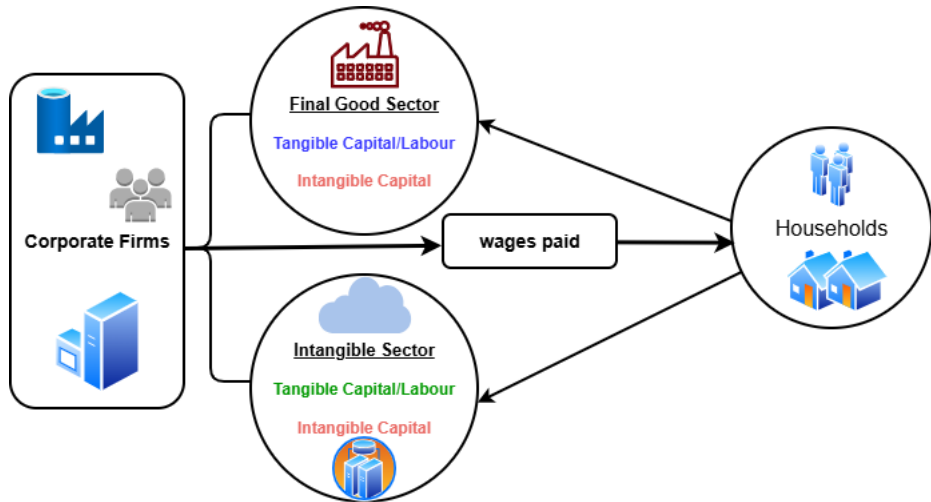 Final Good Sector
Tangible Capital/Labour
Intangible Capital
Corporate Firms
wages paid
Households
Intangible Sector
Tangible Capital/Labour
Intangible Capital